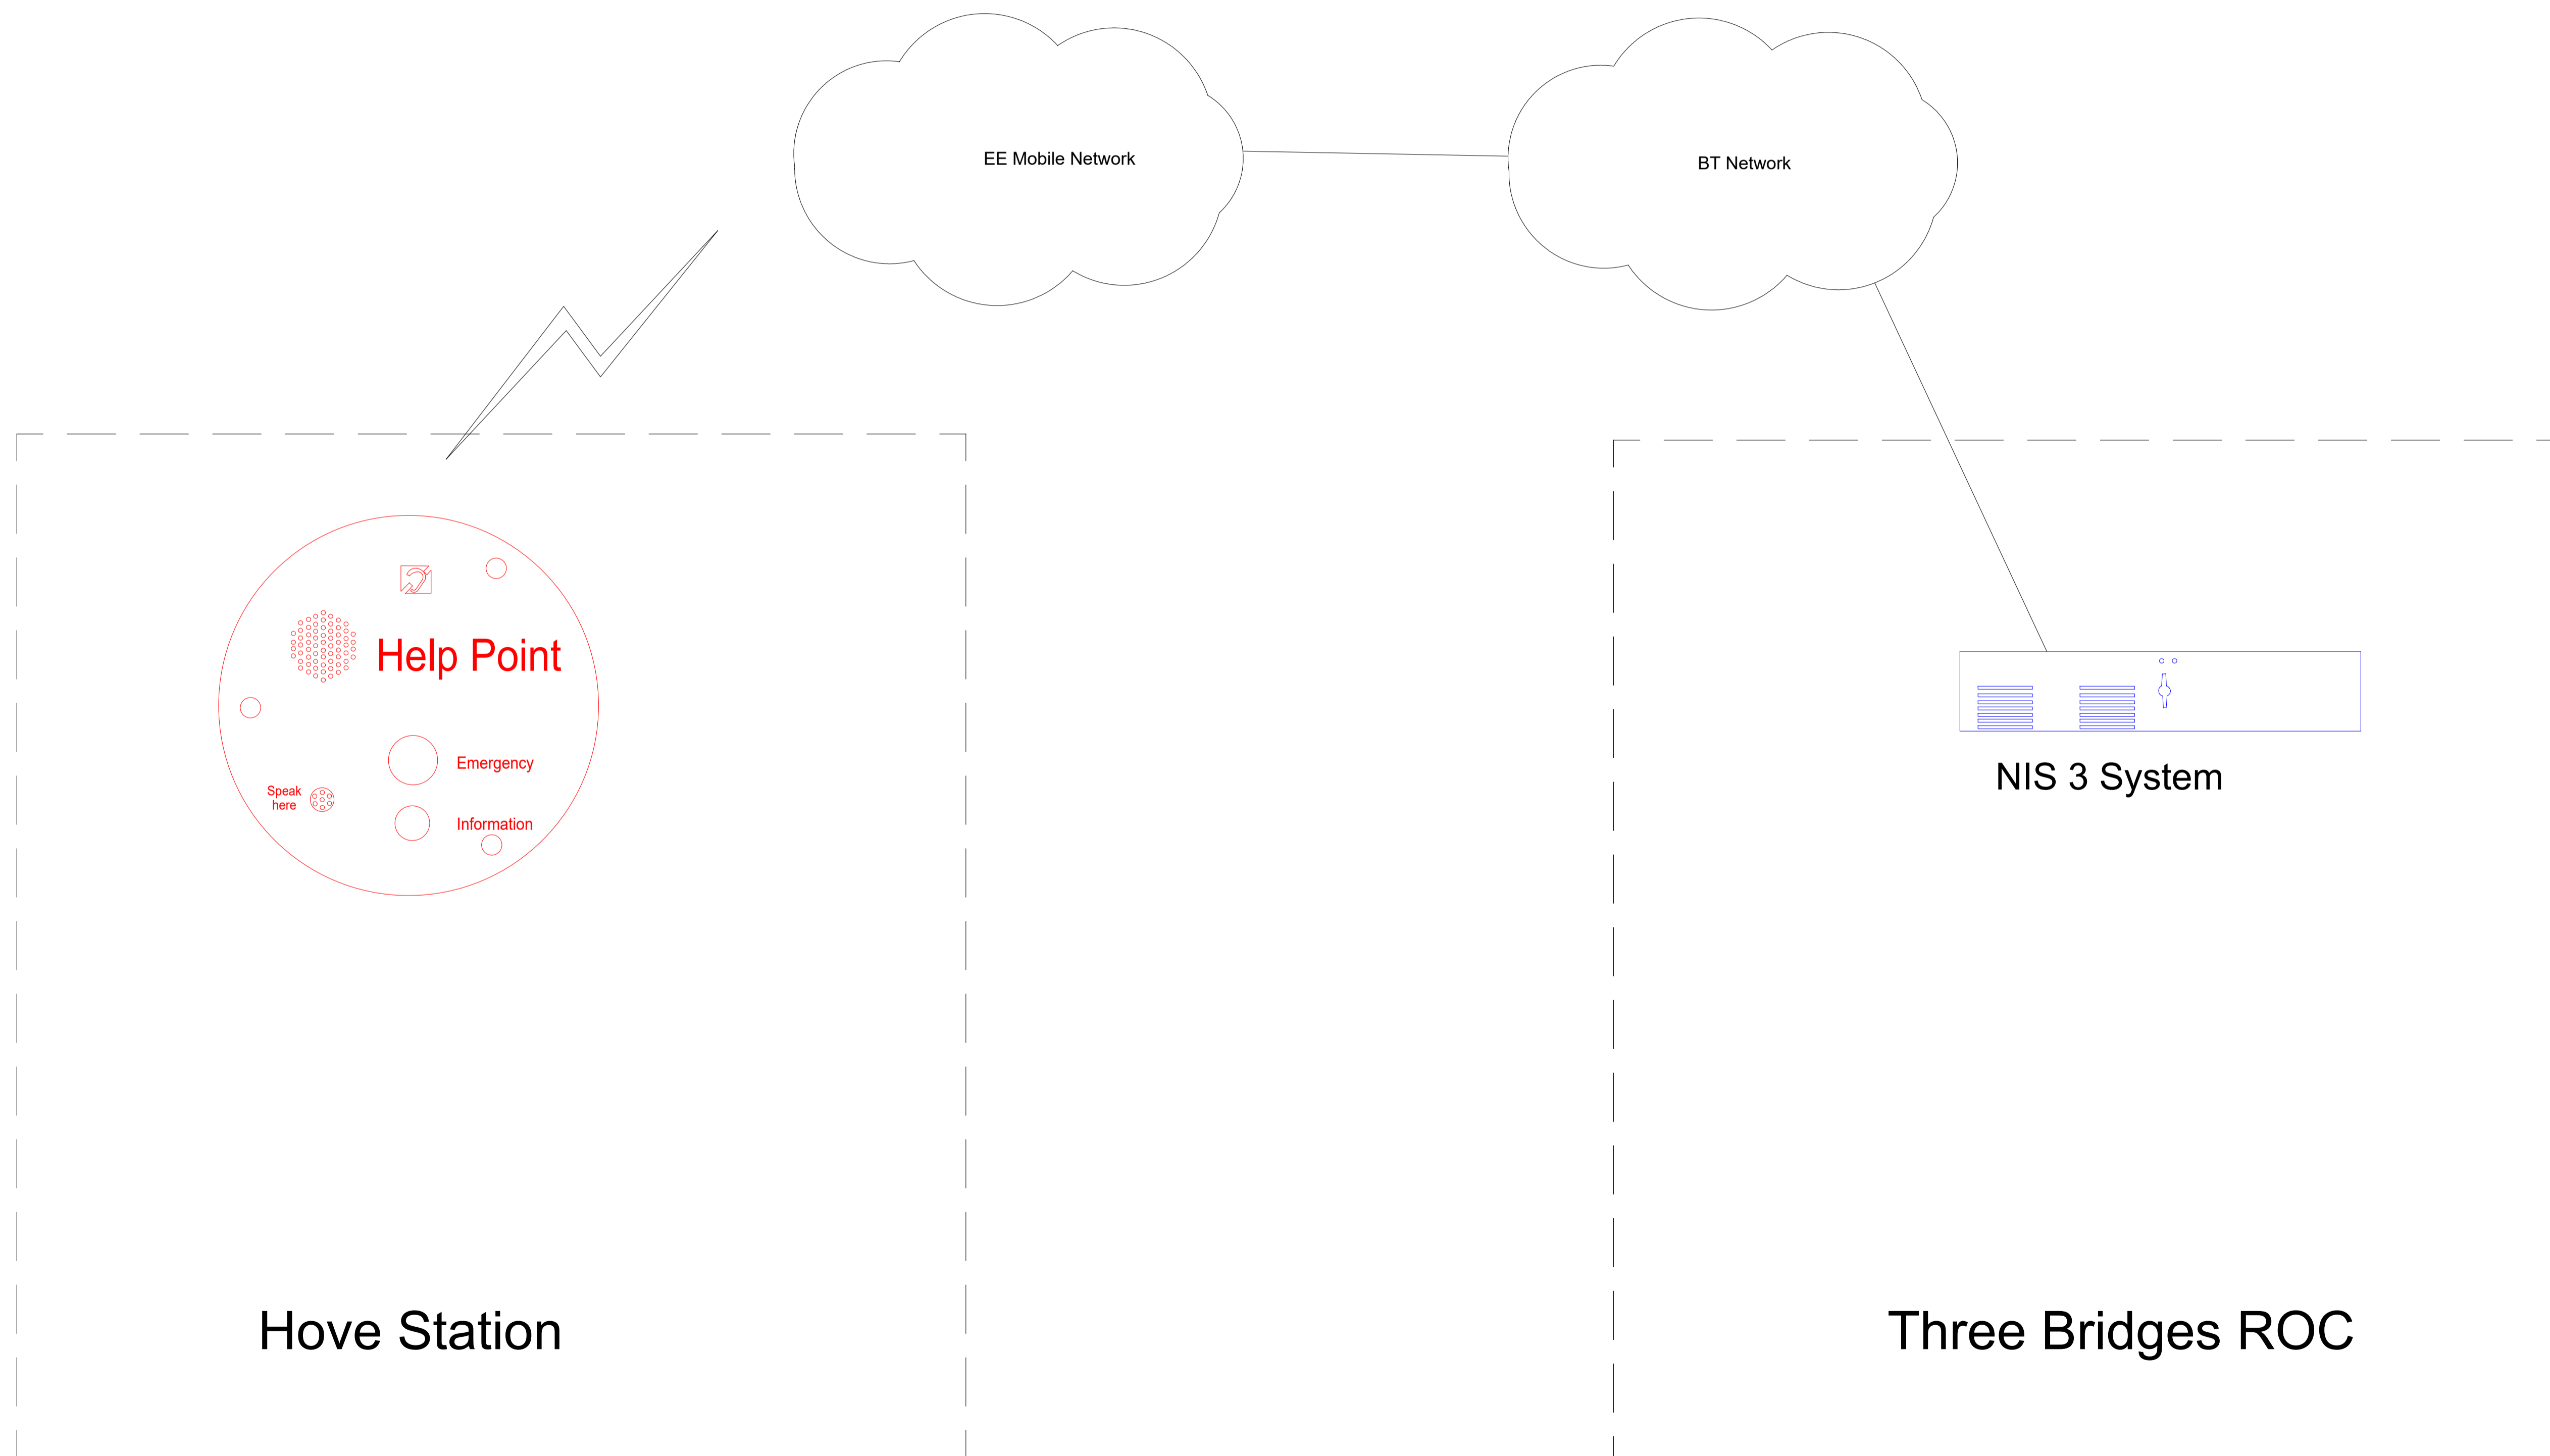 EE Mobile Network
BT Network
Help Point
Emergency
Speak
here
Information
NIS 3 System
Hove Station
Three Bridges ROC